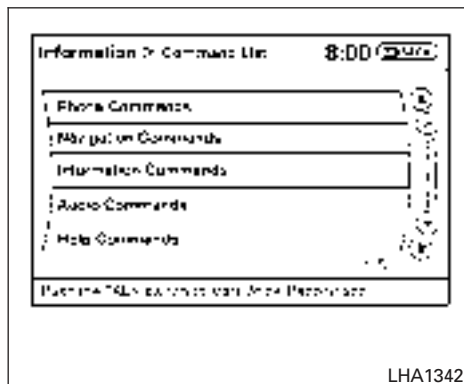 Information > Command List 8:00
Phone Commands
Navigation Commands
Information Commands
Audio Commands
Help Commands
LHA1342